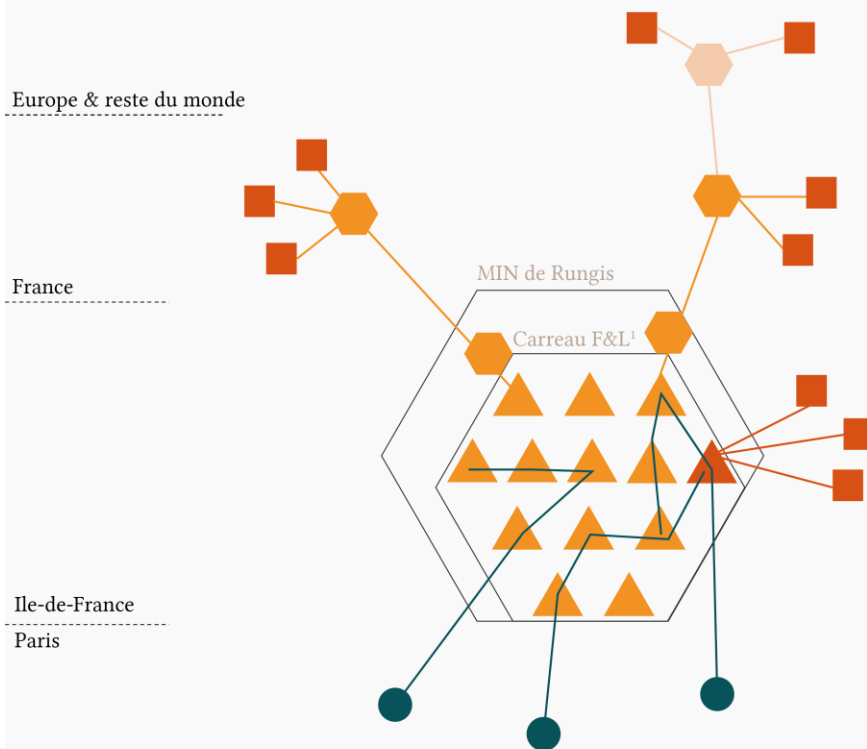 Europe & reste du monde
France
MIN de Rungis
Carreau F&L¹
Ile-de-France
Paris